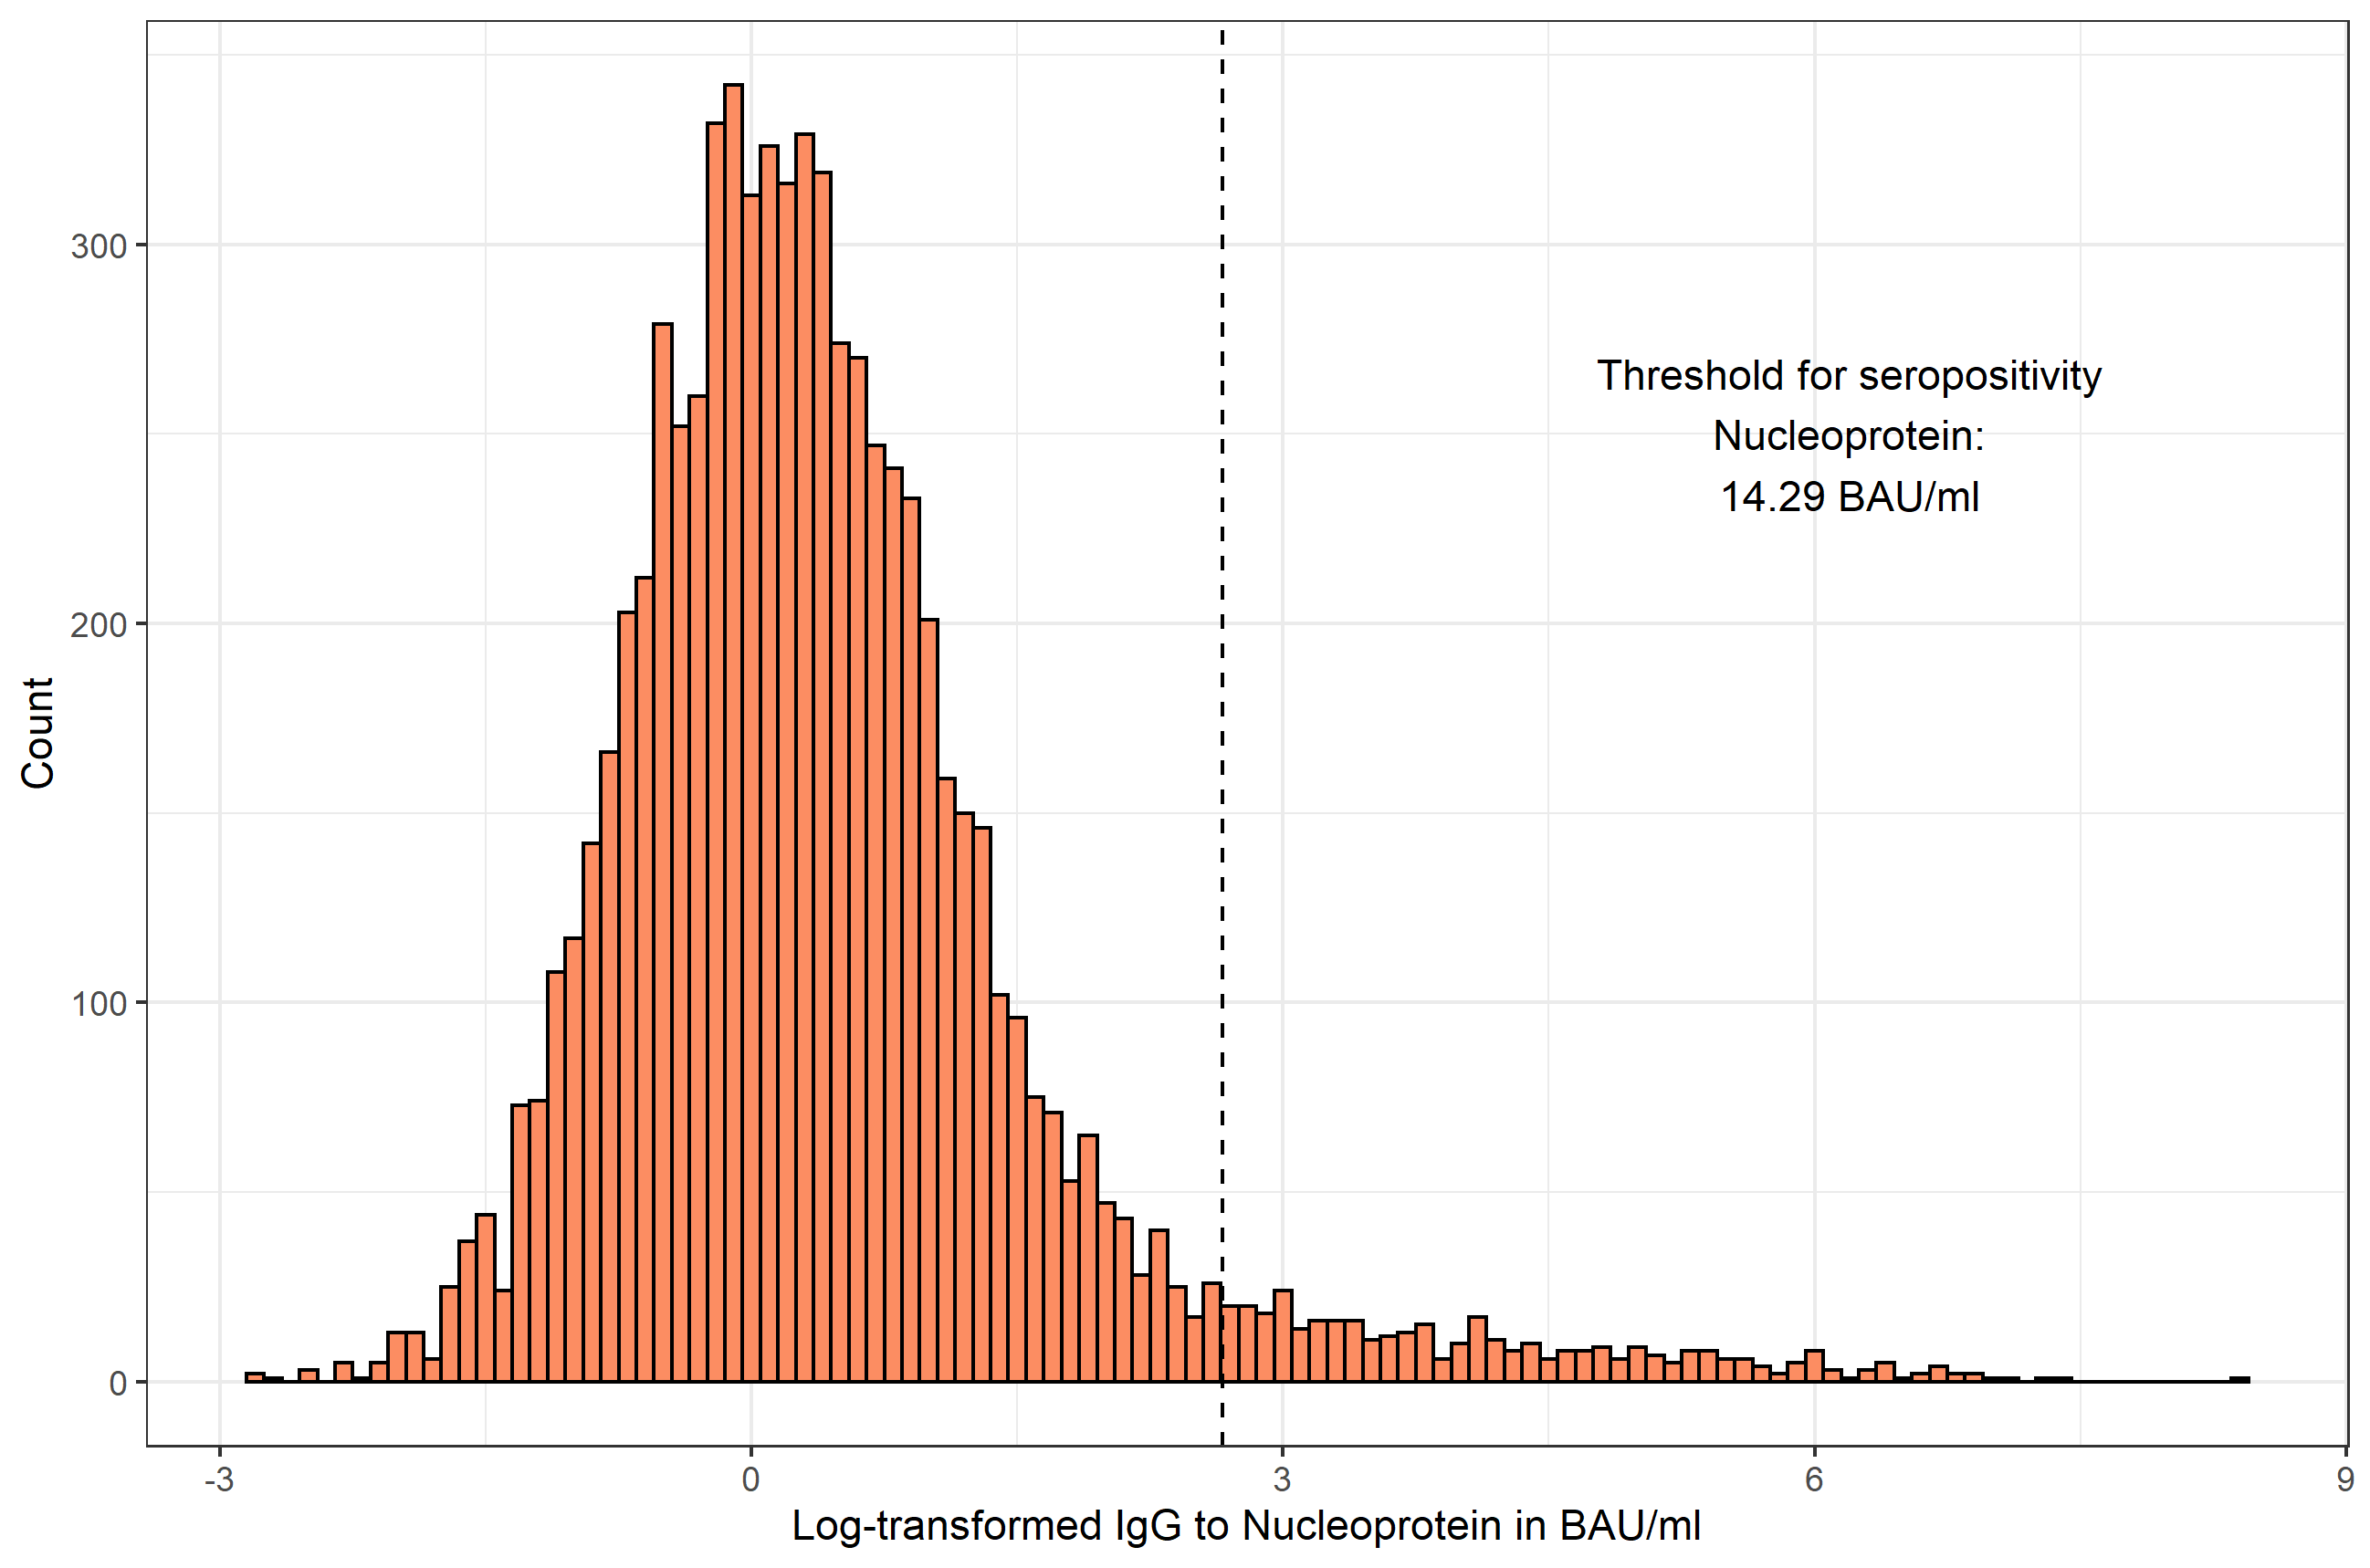 300
200
100
0
Count
Threshold for seropositivity
Nucleoprotein:
14.29 BAU/ml
-3 0 3 6 9
Log-transformed IgG to Nucleoprotein in BAU/ml